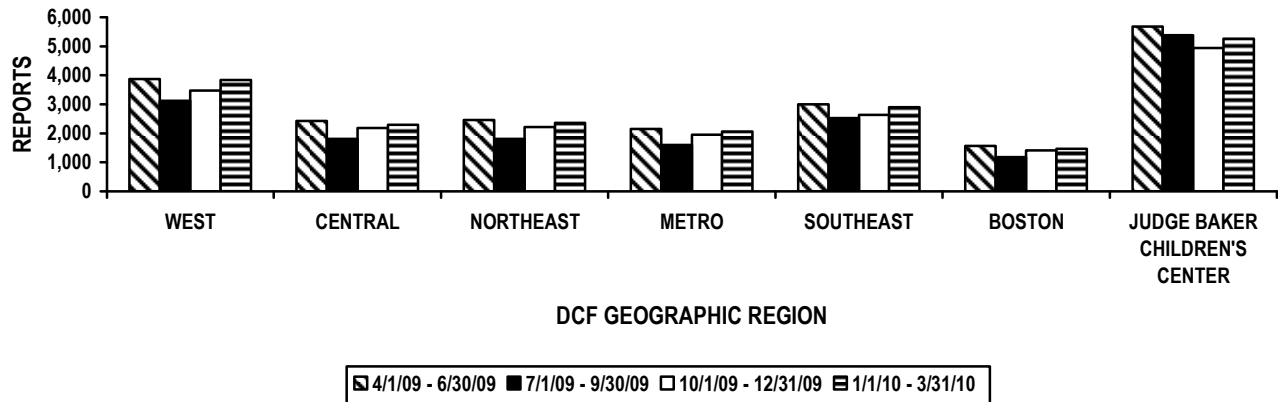 6,000
5,000
4,000
3,000
2,000
1,000
0
REPORTS
WEST CENTRAL NORTHEAST METRO SOUTHEAST BOSTON JUDGE BAKER
CHILDREN'S
CENTER
DCF GEOGRAPHIC REGION
4/1/09 - 6/30/09 7/1/09 - 9/30/09 10/1/09 - 12/31/09 1/1/10 - 3/31/10